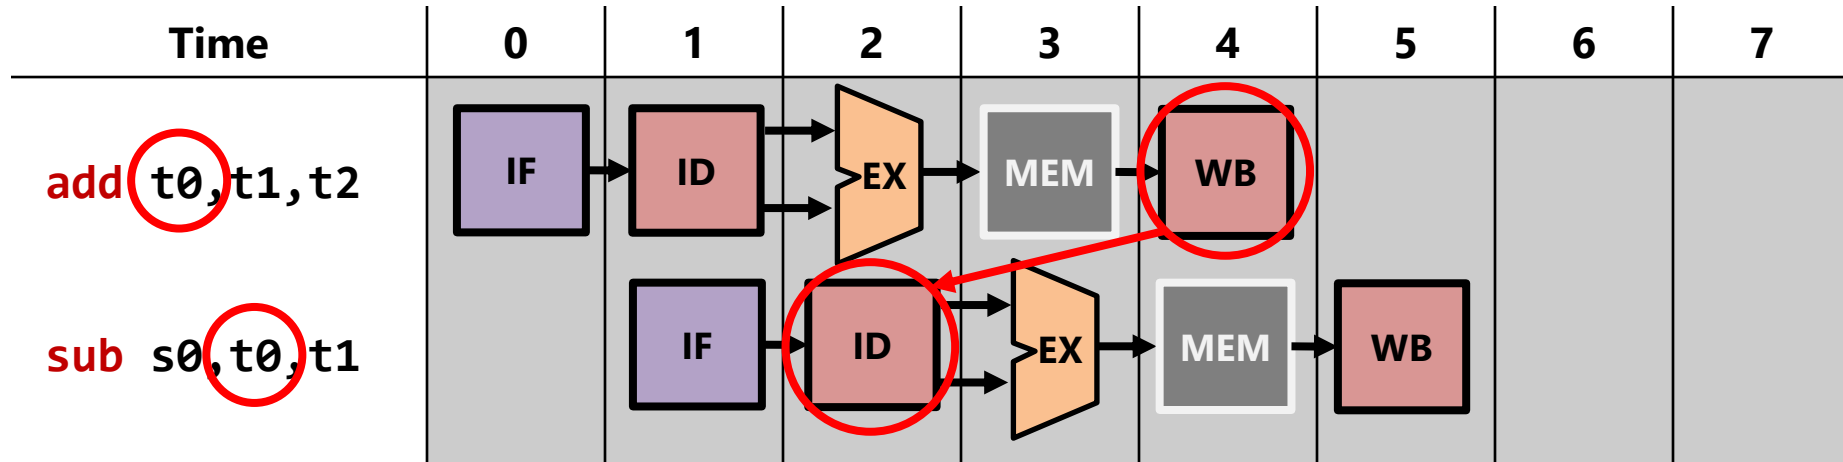 Time 0 1 2 3 4 5 6 7
add t0,t1,t2 IF ID EX MEM WB
sub s0,t0,t1 IF ID EX MEM WB